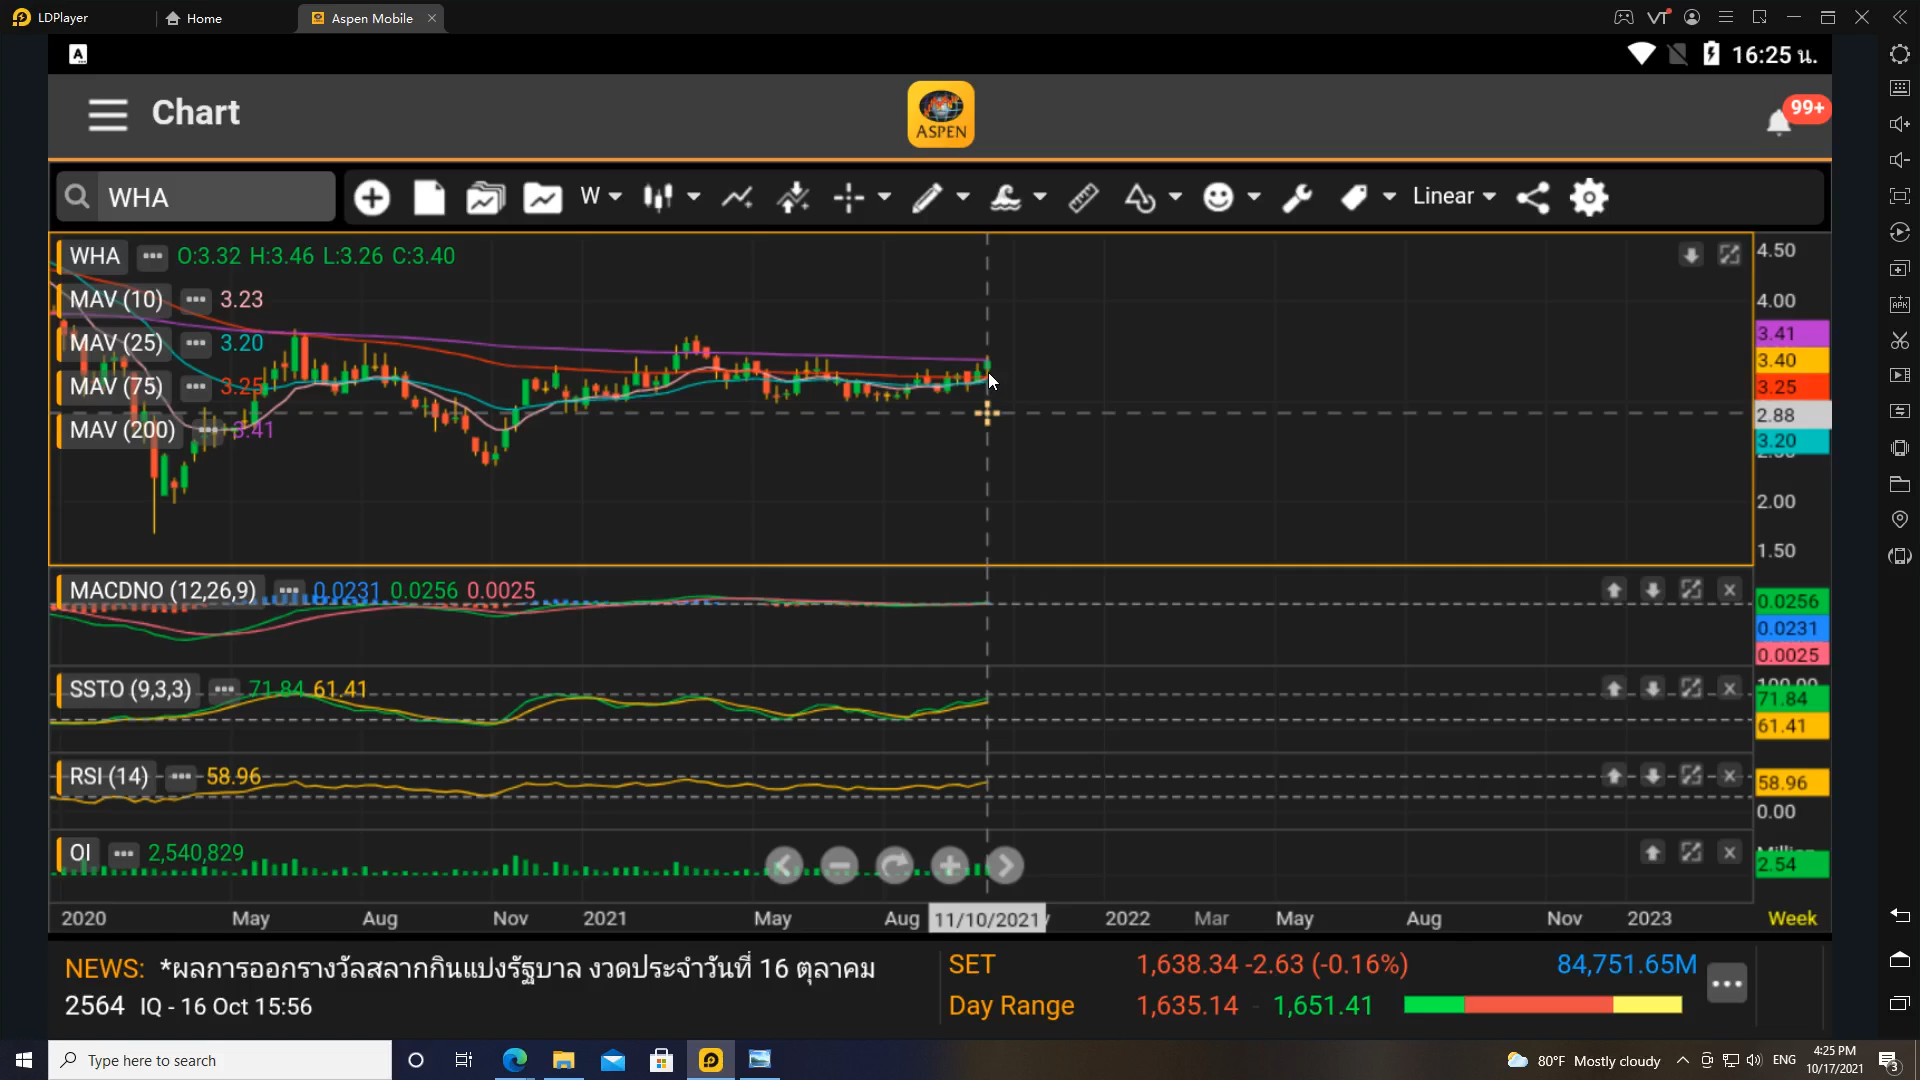 LDPlayer
Home
Aspen Mobile
A
16:25 น.
Chart
ASPEN
99+
WHA
W
Linear
WHA O:3.32 H:3.46 L:3.26 C:3.40
MAV (10) 3.23
MAV (25) 3.20
MAV (75) 3.25
MAV (200) 3.41
4.50
4.00
3.41
3.40
3.25
2.88
3.20
2.00
1.50
MACDNO (12,26,9) 0.0231 0.0256 0.0025
0.0256
0.0231
0.0025
SSTO (9,3,3) 71.84 61.41
71.84
61.41
RSI (14) 58.96
58.96
0.00
OI 2,540,829
2.54
2020 May Aug Nov 2021 May Aug 11/10/2021 2022 Mar May Aug Nov 2023 Week
NEWS: *ผลการออกรางวัลสลากกินแบ่งรัฐบาล งวดประจำวันที่ 16 ตุลาคม
2564 IQ - 16 Oct 15:56
SET 1,638.34 -2.63 (-0.16%) 84,751.65M
Day Range 1,635.14 - 1,651.41
Type here to search
80°F Mostly cloudy
ENG
4:25 PM
10/17/2021
3